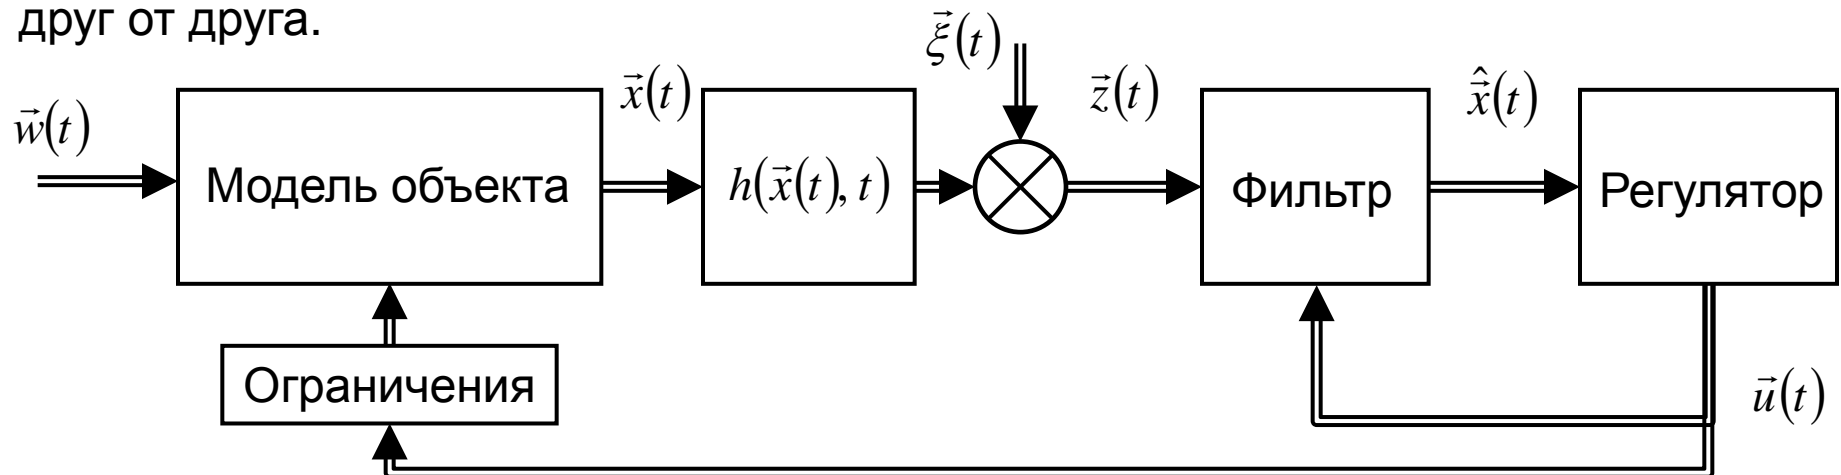 друг от друга.
w⃗(t)
Модель объекта
x⃗(t)
h(x⃗(t), t)
ξ⃗(t)
z⃗(t)
Фильтр
x̂⃗(t)
Регулятор
Ограничения
u⃗(t)